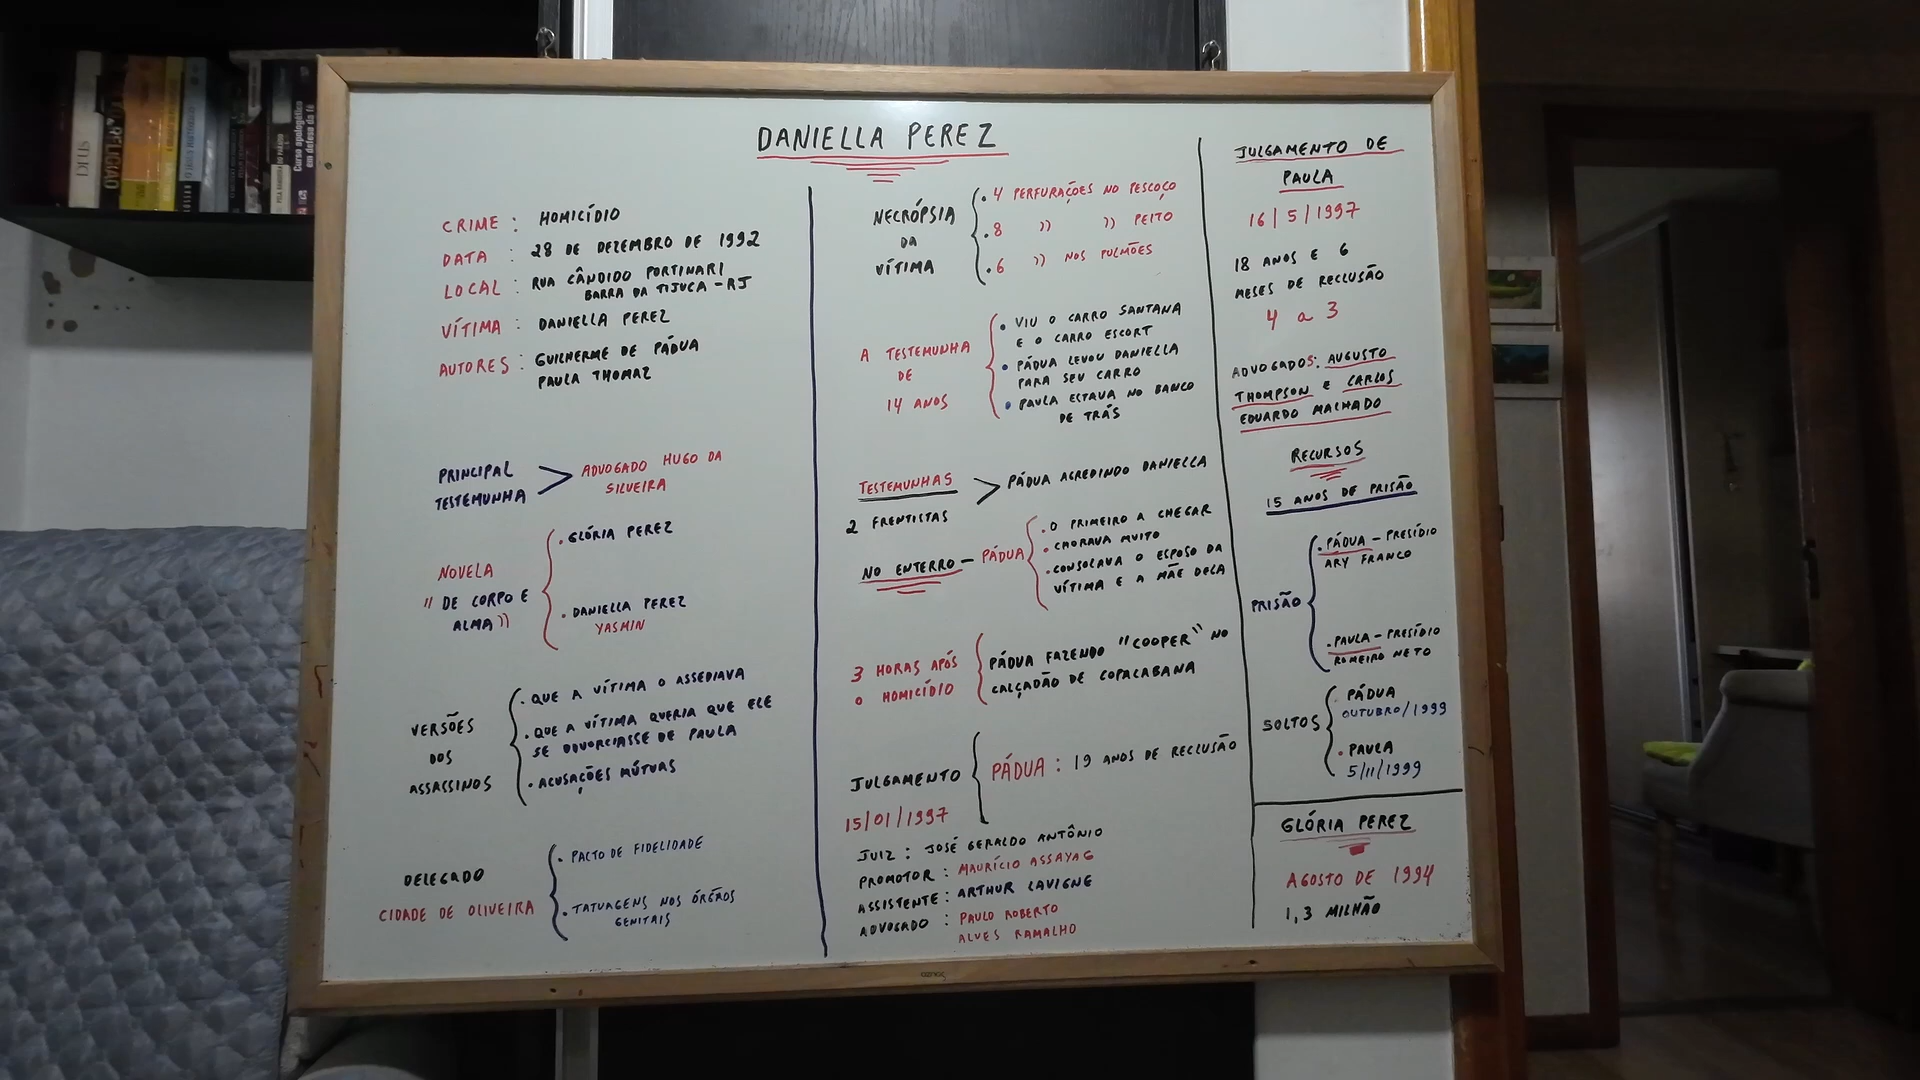 DANIELLA PEREZ
CRIME : HOMICÍDIO
DATA : 28 DE DEZEMBRO DE 1992
LOCAL : RUA CÂNDIDO PORTINARI
BARRA DA TIJUCA - RJ
VÍTIMA : DANIELLA PEREZ
AUTORES : GUILHERME DE PÁDUA
PAULA THOMAZ
PRINCIPAL TESTEMUNHA > ADVOGADO HUGO DA
SILVEIRA
NOVELA
"DE CORPO E
ALMA"
. GLÓRIA PEREZ
. DANIELLA PEREZ
YASMIN
VERSÕES
DOS
ASSASSINOS
. QUE A VÍTIMA O ASSEDIAVA
. QUE A VÍTIMA QUERIA QUE ELE
SE DIVORCIASSE DE PAULA
. ACUSAÇÕES MÚTUAS
DELEGADO
CIDADE DE OLIVEIRA
. PACTO DE FIDELIDADE
. TATUAGENS NOS ÓRGÃOS
GENITAIS
NECRÓPSIA
DA
VÍTIMA
. 4 PERFURAÇÕES NO PESCOÇO
. 8 )) )) PEITO
. 6 )) NOS PULMÕES
A TESTEMUNHA
DE
14 ANOS
• VIU O CARRO SANTANA
E O CARRO ESCORT
• PÁDUA LEVOU DANIELLA
PARA SEU CARRO
• PAULA ESTAVA NO BANCO
DE TRÁS
TESTEMUNHAS > PÁDUA AGREDINDO DANIELLA
2 FRENTISTAS
NO ENTERRO - PÁDUA
. O PRIMEIRO A CHEGAR
. CHORAVA MUITO
. CONSOLAVA O ESPOSO DA
VÍTIMA E A MÃE DELA
3 HORAS APÓS
O HOMICÍDIO
PÁDUA FAZENDO "COOPER" NO
CALÇADÃO DE COPACABANA
JULGAMENTO
15/01/1997
PÁDUA : 19 ANOS DE RECLUSÃO
JUIZ : JOSÉ GERALDO ANTÔNIO
PROMOTOR : MAURÍCIO ASSAYAG
ASSISTENTE : ARTHUR LAVIGNE
ADVOGADO : PAULO ROBERTO
ALVES RAMALHO
JULGAMENTO DE
PAULA
16/5/1997
18 ANOS E 6
MESES DE RECLUSÃO
4 a 3
ADVOGADOS: AUGUSTO
THOMPSON E CARLOS
EDUARDO MACHADO
RECURSOS
15 ANOS DE PRISÃO
PRISÃO
. PÁDUA - PRESÍDIO
ARY FRANCO
. PAULA - PRESÍDIO
ROMEIRO NETO
SOLTOS
. PÁDUA
OUTUBRO/1999
. PAULA
5/11/1999
GLÓRIA PEREZ
AGOSTO DE 1994
1,3 MILHÃO
Curso apologético
em defesa da fé